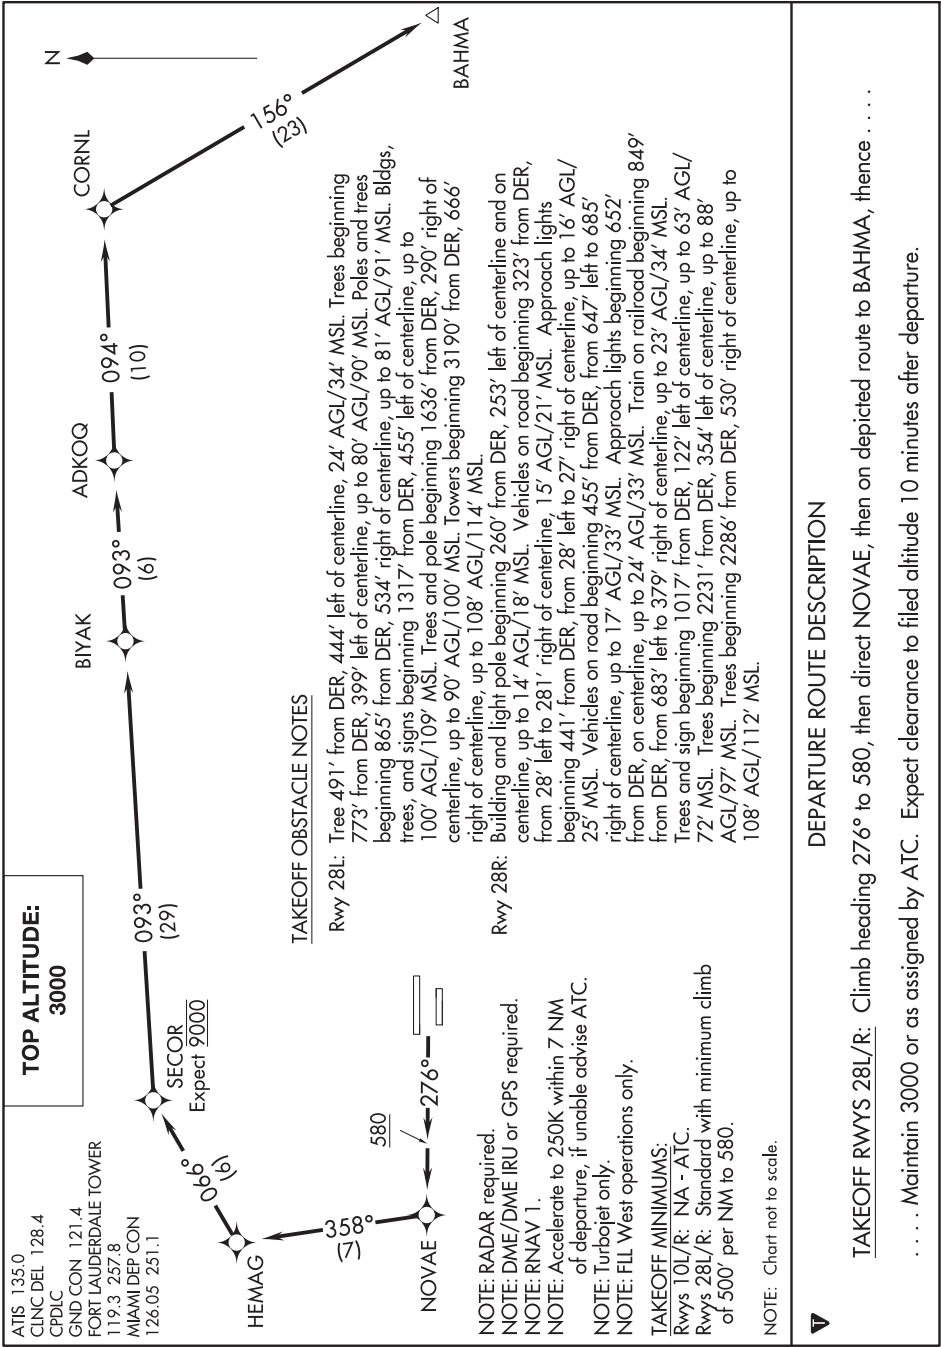 ATIS 135.0
CLNC DEL 128.4
CPDLC
GND CON 121.4
FORT LAUDERDALE TOWER
119.3 257.8
MIAMI DEP CON
126.05 251.1
TOP ALTITUDE:
3000
N
HEMAG
066°
(9)
SECOR
Expect 9000
093°
(29)
BIYAK
093°
(6)
ADKOQ
094°
(10)
CORNL
156°
(23)
BAHMA
NOVAE
358°
(7)
580
276°
NOTE: RADAR required.
NOTE: DME/DME IRU or GPS required.
NOTE: RNAV 1.
NOTE: Accelerate to 250K within 7 NM
of departure, if unable advise ATC.
NOTE: Turbojet only.
NOTE: FLL West operations only.
TAKEOFF MINIMUMS:
Rwys 10L/R: NA - ATC.
Rwys 28L/R: Standard with minimum climb
of 500' per NM to 580.
NOTE: Chart not to scale.
TAKEOFF OBSTACLE NOTES
Rwy 28L: Tree 491' from DER, 444' left of centerline, 24' AGL/34' MSL. Trees beginning
773' from DER, 399' left of centerline, up to 80' AGL/90' MSL. Poles and trees
beginning 865' from DER, 534' right of centerline, up to 81' AGL/91' MSL. Bldgs,
trees, and signs beginning 1317' from DER, 455' left of centerline, up to
100' AGL/109' MSL. Trees and pole beginning 1636' from DER, 290' right of
centerline, up to 90' AGL/100' MSL. Towers beginning 3190' from DER, 666'
right of centerline, up to 108' AGL/114' MSL.
Rwy 28R: Building and light pole beginning 260' from DER, 253' left of centerline and on
centerline, up to 14' AGL/18' MSL. Vehicles on road beginning 323' from DER,
from 28' left to 281' right of centerline, 15' AGL/21' MSL. Approach lights
beginning 441' from DER, from 28' left to 27' right of centerline, up to 16' AGL/
25' MSL. Vehicles on road beginning 455' from DER, from 647' left to 685'
right of centerline, up to 17' AGL/33' MSL. Approach lights beginning 652'
from DER, on centerline, up to 24' AGL/33' MSL. Train on railroad beginning 849'
from DER, from 683' left to 379' right of centerline, up to 23' AGL/34' MSL.
Trees and sign beginning 1017' from DER, 122' left of centerline, up to 63' AGL/
72' MSL. Trees beginning 2231' from DER, 354' left of centerline, up to 88'
AGL/97' MSL. Trees beginning 2286' from DER, 530' right of centerline, up to
108' AGL/112' MSL.
T
DEPARTURE ROUTE DESCRIPTION
TAKEOFF RWYS 28L/R: Climb heading 276° to 580, then direct NOVAE, then on depicted route to BAHMA, thence . . . .
. . . . Maintain 3000 or as assigned by ATC. Expect clearance to filed altitude 10 minutes after departure.